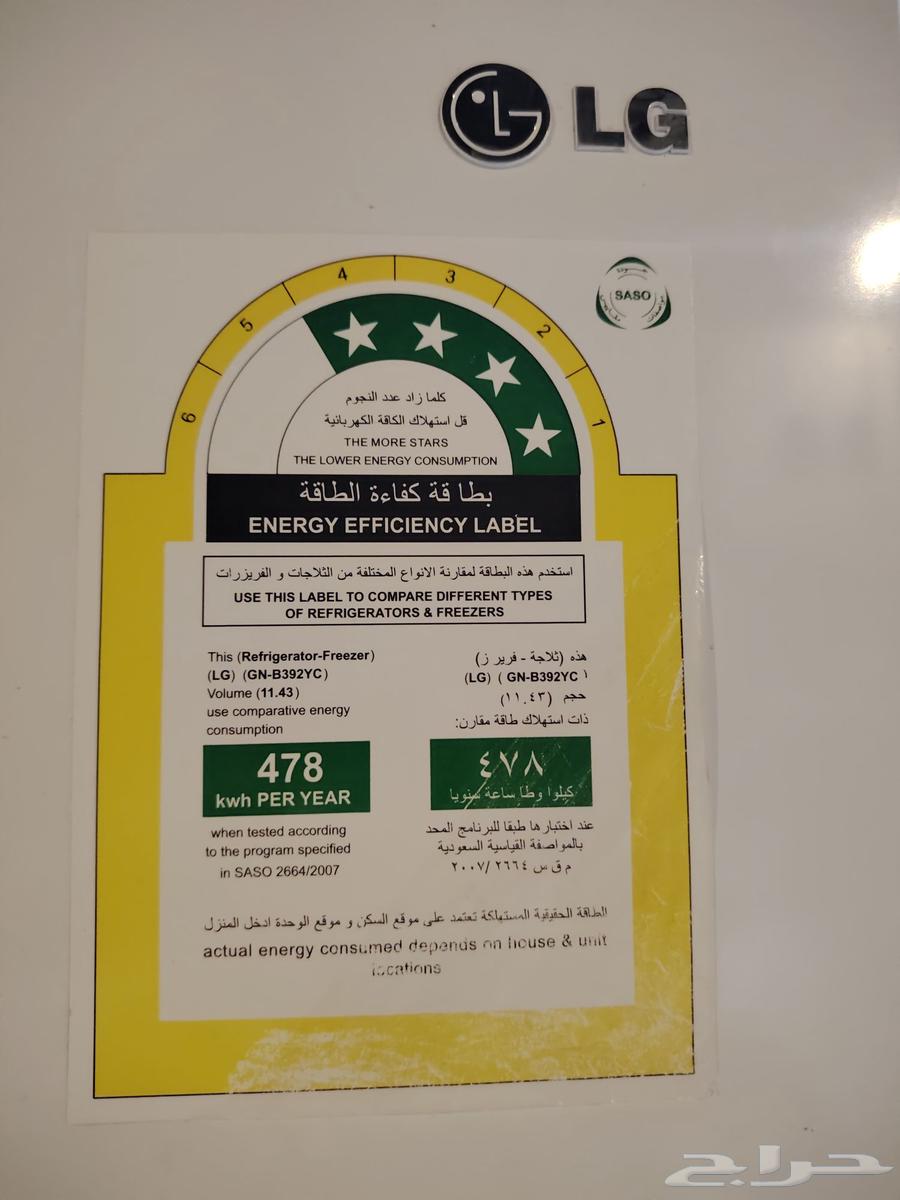 LG
SASO
1
2
3
4
5
6
كلما زاد عدد النجوم
قل استهلاك الكاقة الكهربائية
THE MORE STARS
THE LOWER ENERGY CONSUMPTION
بطا قة كفاءة الطاقة
ENERGY EFFICIENCY LABEL
استخدم هذه البطاقة لمقارنة الانواع المختلفة من الثلاجات و الفريزرات
USE THIS LABEL TO COMPARE DIFFERENT TYPES
OF REFRIGERATORS & FREEZERS
This (Refrigerator-Freezer)
(LG) (GN-B392YC)
Volume (11.43)
use comparative energy
consumption
478
kwh PER YEAR
when tested according
to the program specified
in SASO 2664/2007
هذه (ثلاجة - فرير ز)
(LG) ( GN-B392YC )
حجم (١١.٤٣)
ذات استهلاك طاقة مقارن:
٤٧٨
كيلوا وطا ساعة سنويا
عند اختبارها طبقا للبرنامج المحد
بالمواصفة القياسية السعودية
م ق س ٢٦٦٤ /٢٠٠٧
الطاقة الحقيقية المستهلكة تعتمد على موقع السكن و موقع الوحدة ادخل المنزل
actual energy consumed depends on house & unit
locations
حراج